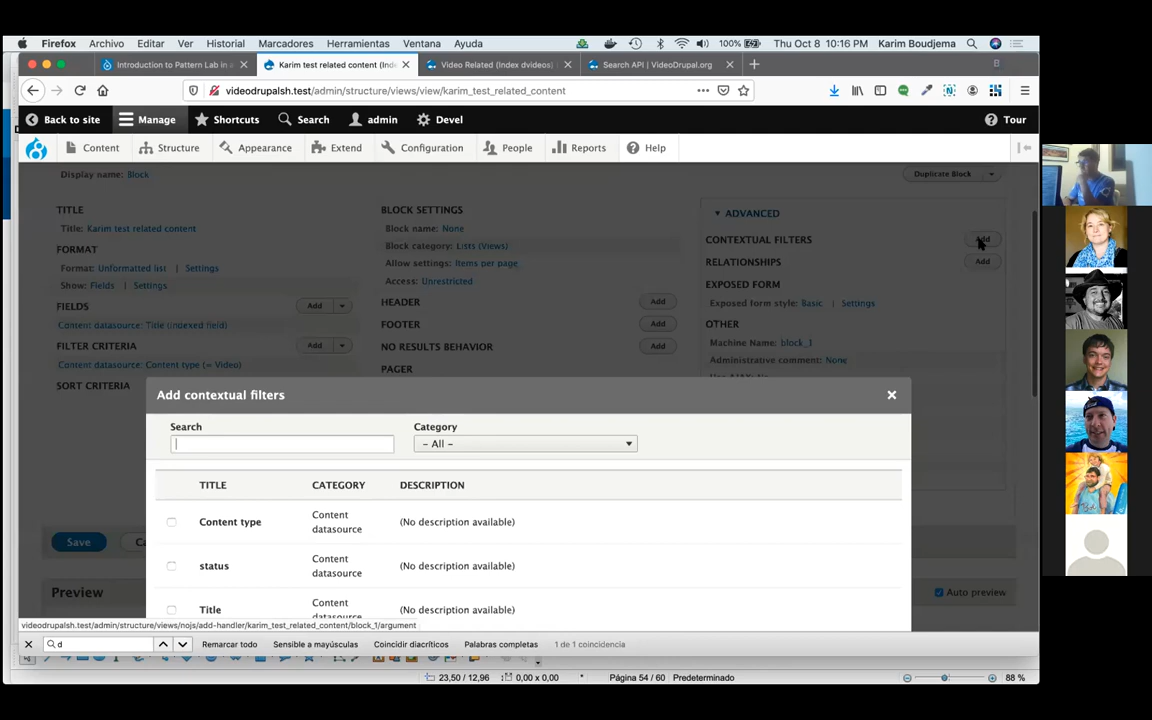 Firefox Archivo Editar Ver Historial Marcadores Herramientas Ventana Ayuda 100% Thu Oct 8 10:16 PM Karim Boudjema
Introduction to Pattern Lab in a
Karim test related content (Inde
Video Related (Index dvideos) |
Search API | VideoDrupal.org
videodrupalsh.test/admin/structure/views/view/karim_test_related_content
Back to site Manage Shortcuts Search admin Devel Tour
Content Structure Appearance Extend Configuration People Reports Help
Display name: Block Duplicate Block
TITLE
Title: Karim test related content
FORMAT
Format: Unformatted list | Settings
Show: Fields | Settings
FIELDS Add
Content datasource: Title (indexed field)
FILTER CRITERIA Add
Content datasource: Content type (= Video)
SORT CRITERIA
BLOCK SETTINGS
Block name: None
Block category: Lists (Views)
Allow settings: Items per page
Access: Unrestricted
HEADER Add
FOOTER Add
NO RESULTS BEHAVIOR Add
PAGER
ADVANCED
CONTEXTUAL FILTERS Add
RELATIONSHIPS Add
EXPOSED FORM
Exposed form style: Basic | Settings
OTHER
Machine Name: block_1
Administrative comment: None
Use AJAX: No
Add contextual filters
Search
Category
- All -
TITLE CATEGORY DESCRIPTION
Content type Content datasource (No description available)
status Content datasource (No description available)
Title Content datasource (No description available)
Save
Preview Auto preview
videodrupalsh.test/admin/structure/views/nojs/add-handler/karim_test_related_content/block_1/argument
d Remarcar todo Sensible a mayúsculas Coincidir diacríticos Palabras completas 1 de 1 coincidencia
23,50 / 12,96 0,00 x 0,00 Página 54 / 60 Predeterminado 88 %